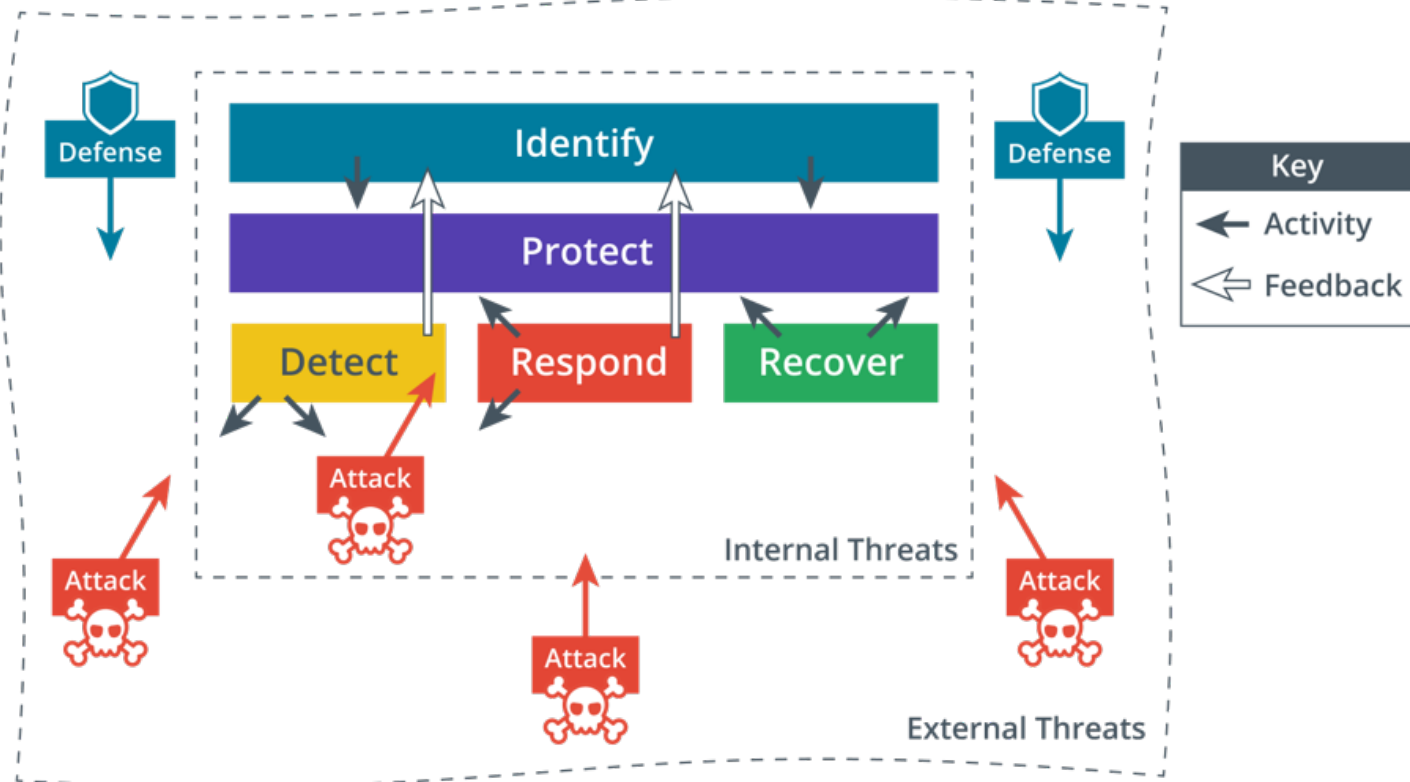 Defense
Identify
Defense
Key
Activity
Feedback
Protect
Detect
Respond
Recover
Attack
Internal Threats
Attack
Attack
Attack
External Threats